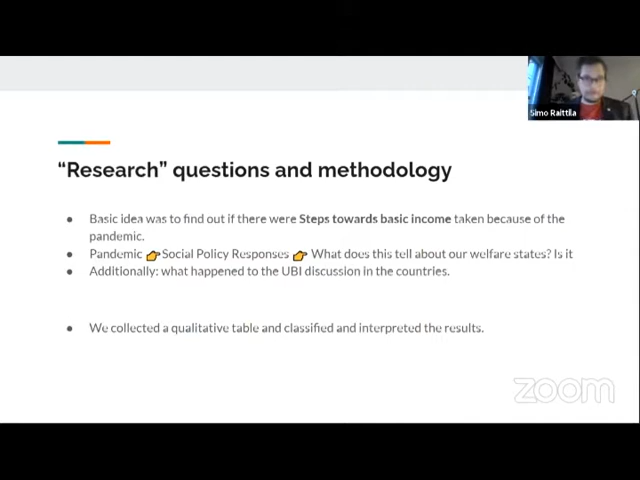 Simo Raittila
“Research” questions and methodology
● Basic idea was to find out if there were Steps towards basic income taken because of the
pandemic.
● Pandemic 👉 Social Policy Responses 👉 What does this tell about our welfare states? Is it
● Additionally: what happened to the UBI discussion in the countries.
● We collected a qualitative table and classified and interpreted the results.
zoom